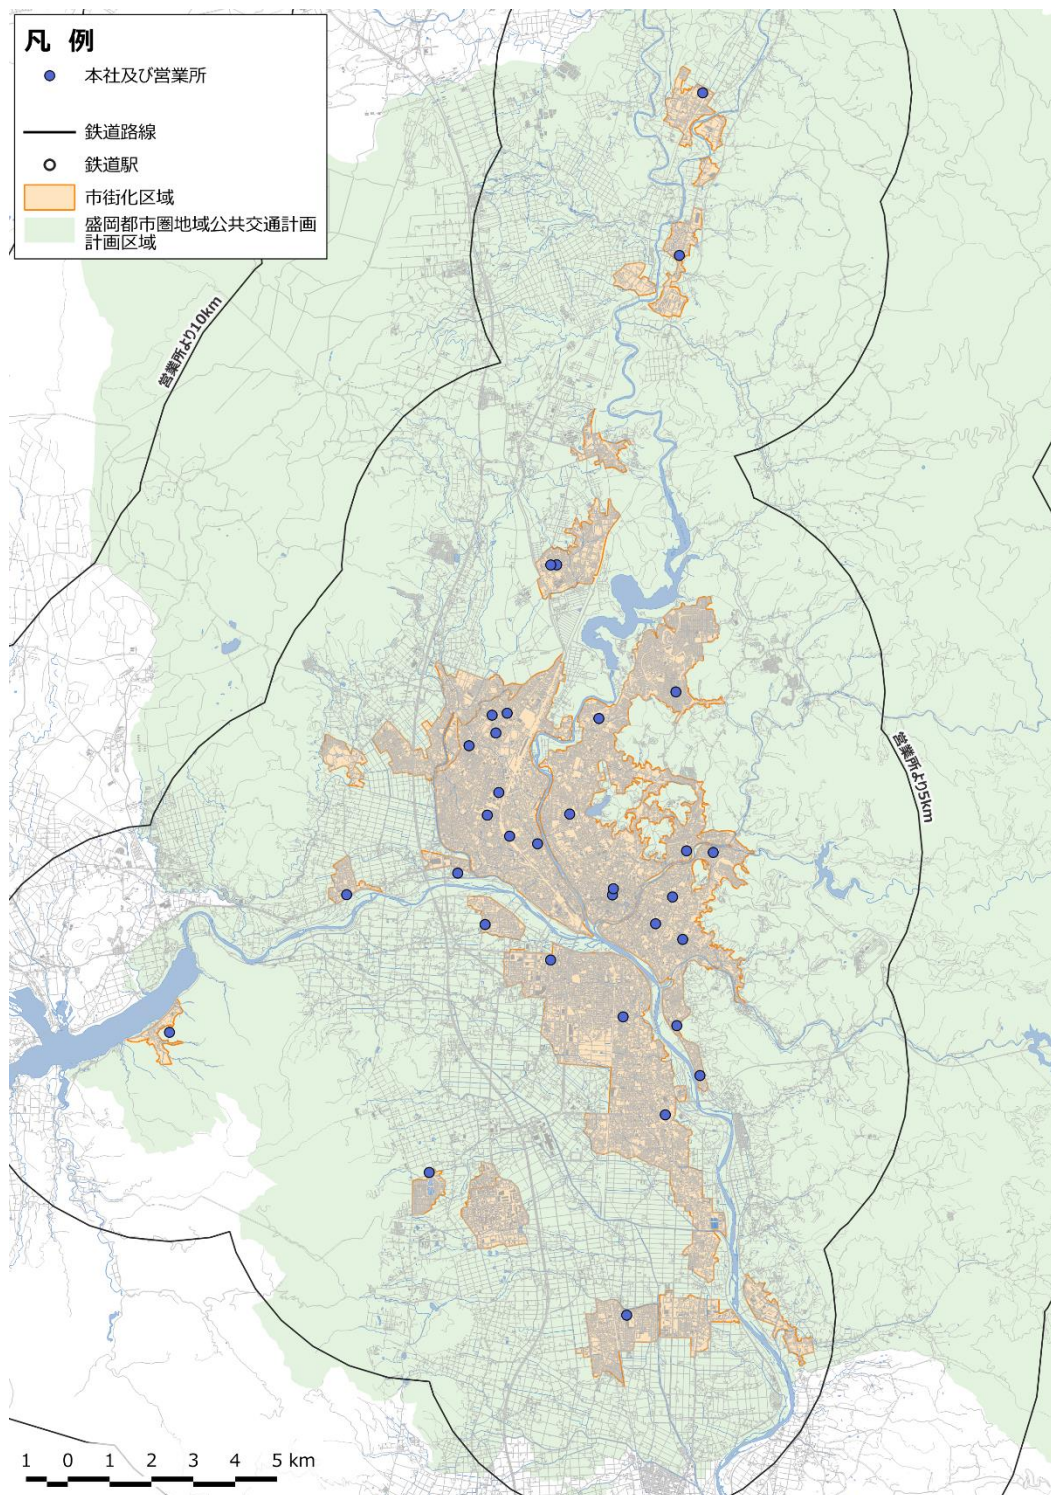 凡 例
本社及び営業所
鉄道路線
鉄道駅
市街化区域
盛岡都市圏地域公共交通計画
計画区域
営業所より10km
営業所より5km
1 0 1 2 3 4 5 km